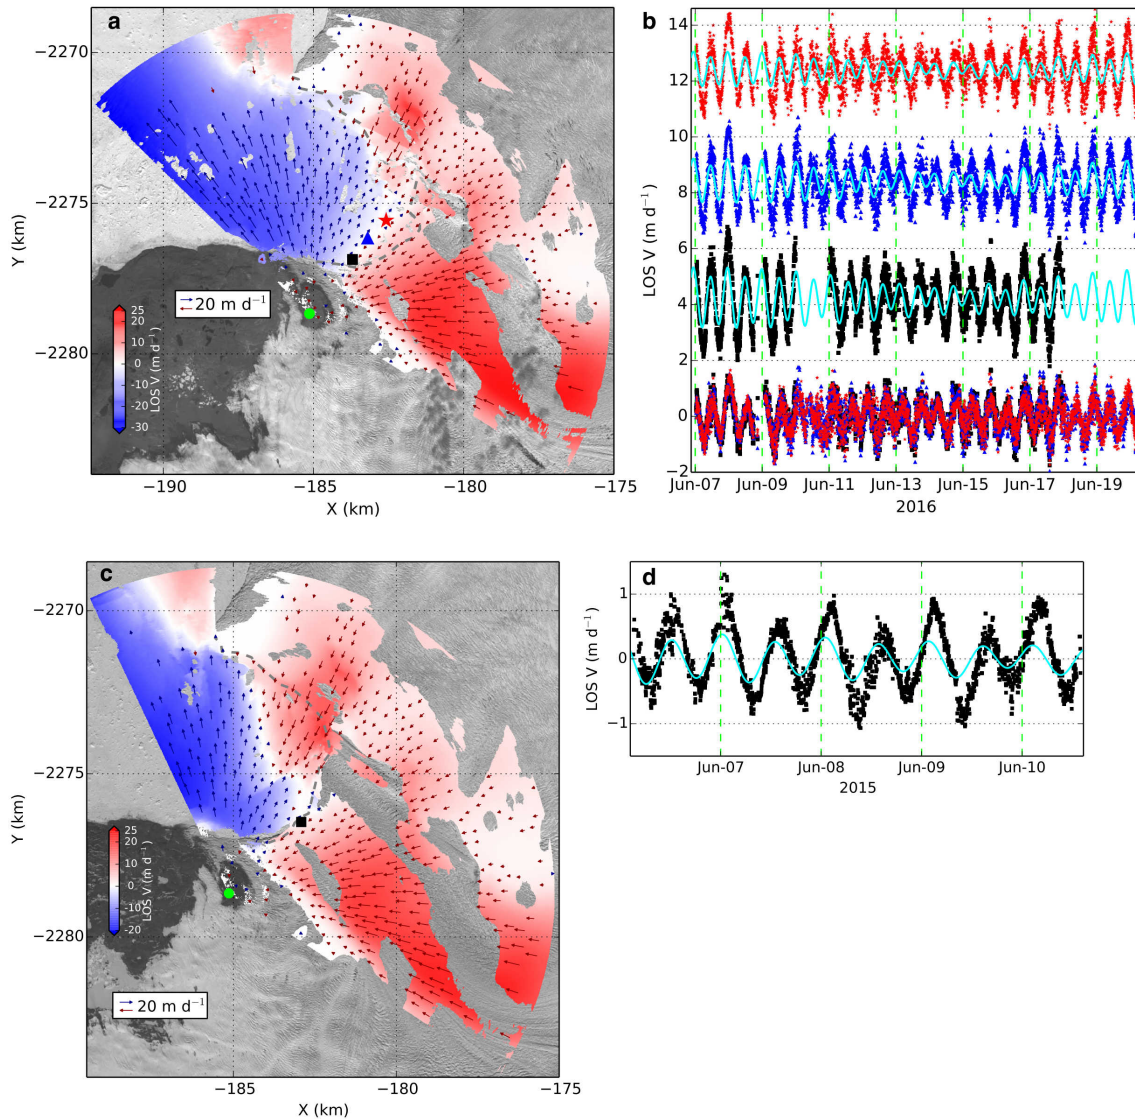 a
−2270
−2275
−2280
Y (km)
−190
−185
−180
−175
X (km)
20 m d⁻¹
25
20
10
0
-10
-20
-30
LOS V (m d⁻¹)
b
14
12
10
8
6
4
2
0
−2
LOS V (m d⁻¹)
Jun-07 Jun-09 Jun-11 Jun-13 Jun-15 Jun-17 Jun-19
2016
c
−2270
−2275
−2280
Y (km)
−185
−180
−175
X (km)
25
20
10
0
-10
-20
LOS V (m d⁻¹)
20 m d⁻¹
d
1
0
−1
LOS V (m d⁻¹)
Jun-07 Jun-08 Jun-09 Jun-10
2015